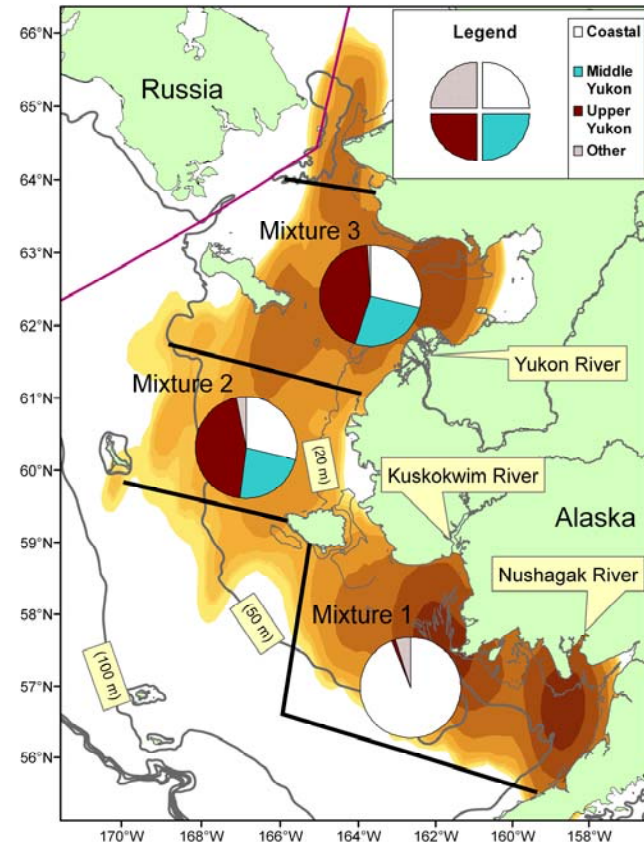 66°N
65°N
64°N
63°N
62°N
61°N
60°N
59°N
58°N
57°N
56°N
Russia
Legend
Coastal
Middle
Yukon
Upper
Yukon
Other
Mixture 3
Yukon River
Mixture 2
(20 m)
Kuskokwim River
Alaska
Nushagak River
Mixture 1
(50 m)
(100 m)
170°W
168°W
166°W
164°W
162°W
160°W
158°W